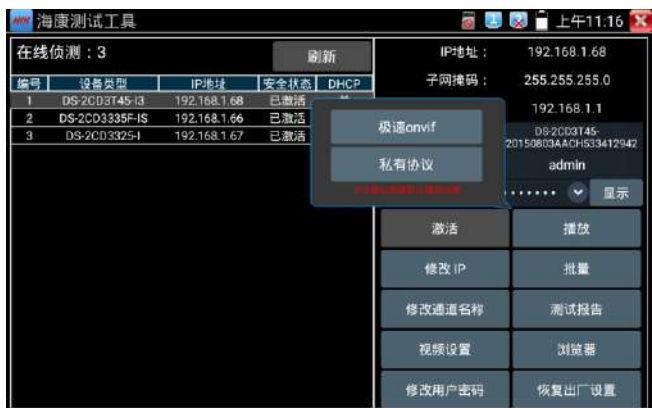 海康测试工具
上午11:16
在线侦测：3
刷新
编号 设备类型 IP地址 安全状态 DHCP
1 DS-2CD3T45-I3 192.168.1.68 已激活
2 DS-2CD3335F-IS 192.168.1.66 已激活
3 DS-2CD3325-I 192.168.1.67 已激活
极速onvif
私有协议
IP地址： 192.168.1.68
子网掩码： 255.255.255.0
192.168.1.1
DS-2CD3T45-
20150803AACH533412942
admin
显示
激活 播放
修改 IP 批量
修改通道名称 测试报告
视频设置 浏览器
修改用户密码 恢复出厂设置